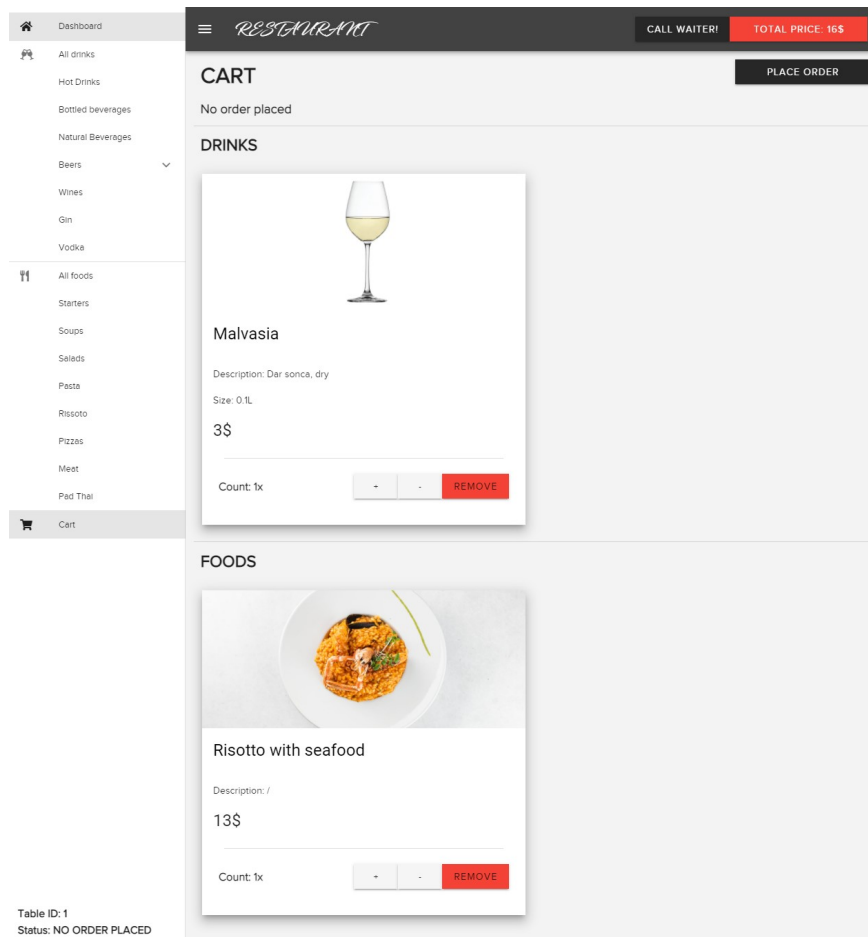 Dashboard
All drinks
Hot Drinks
Bottled beverages
Natural Beverages
Beers
Wines
Gin
Vodka
All foods
Starters
Soups
Salads
Pasta
Rissoto
Pizzas
Meat
Pad Thai
Cart
Table ID: 1
Status: NO ORDER PLACED
RESTAURANT
CALL WAITER! TOTAL PRICE: 16$
CART
PLACE ORDER
No order placed
DRINKS
Malvasia
Description: Dar sonca, dry
Size: 0.1L
3$
Count: 1x + - REMOVE
FOODS
Risotto with seafood
Description: /
13$
Count: 1x + - REMOVE